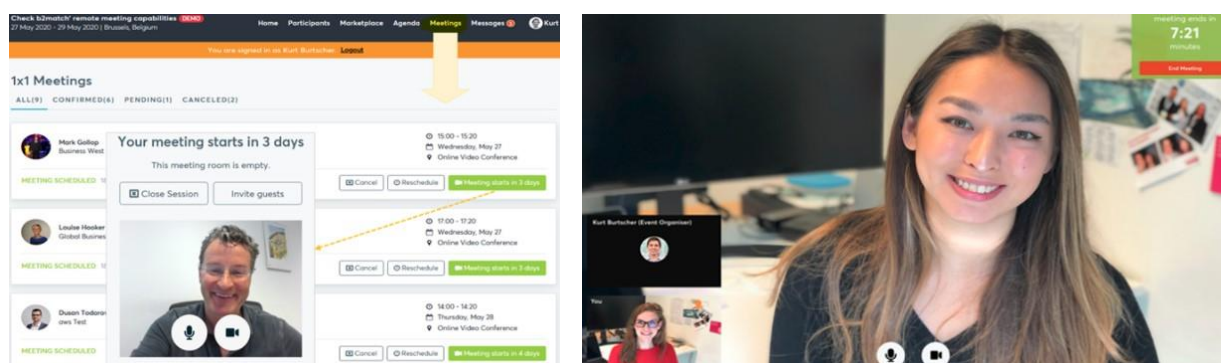 Check b2match' remote meeting capabilities DEMO
27 May 2020 - 29 May 2020 | Brussels, Belgium
Home Participants Marketplace Agenda Meetings Messages Kurt
You are signed in as Kurt Burtscher. Logout
1x1 Meetings
ALL(9) CONFIRMED(6) PENDING(1) CANCELED(2)
Mark Gallop
Business West
15:00 - 15:20
Wednesday, May 27
Online Video Conference
MEETING SCHEDULED
Cancel Reschedule Meeting starts in 3 days
Your meeting starts in 3 days
This meeting room is empty.
Close Session Invite guests
Louise Hooker
Global Busines
17:00 - 17:20
Wednesday, May 27
Online Video Conference
MEETING SCHEDULED
Cancel Reschedule Meeting starts in 3 days
Dusan Todorov
aws Test
14:00 - 14:20
Thursday, May 28
Online Video Conference
MEETING SCHEDULED
Cancel Reschedule Meeting starts in 4 days
meeting ends in
7:21
minutes
End Meeting
Kurt Burtscher (Event Organiser)
You